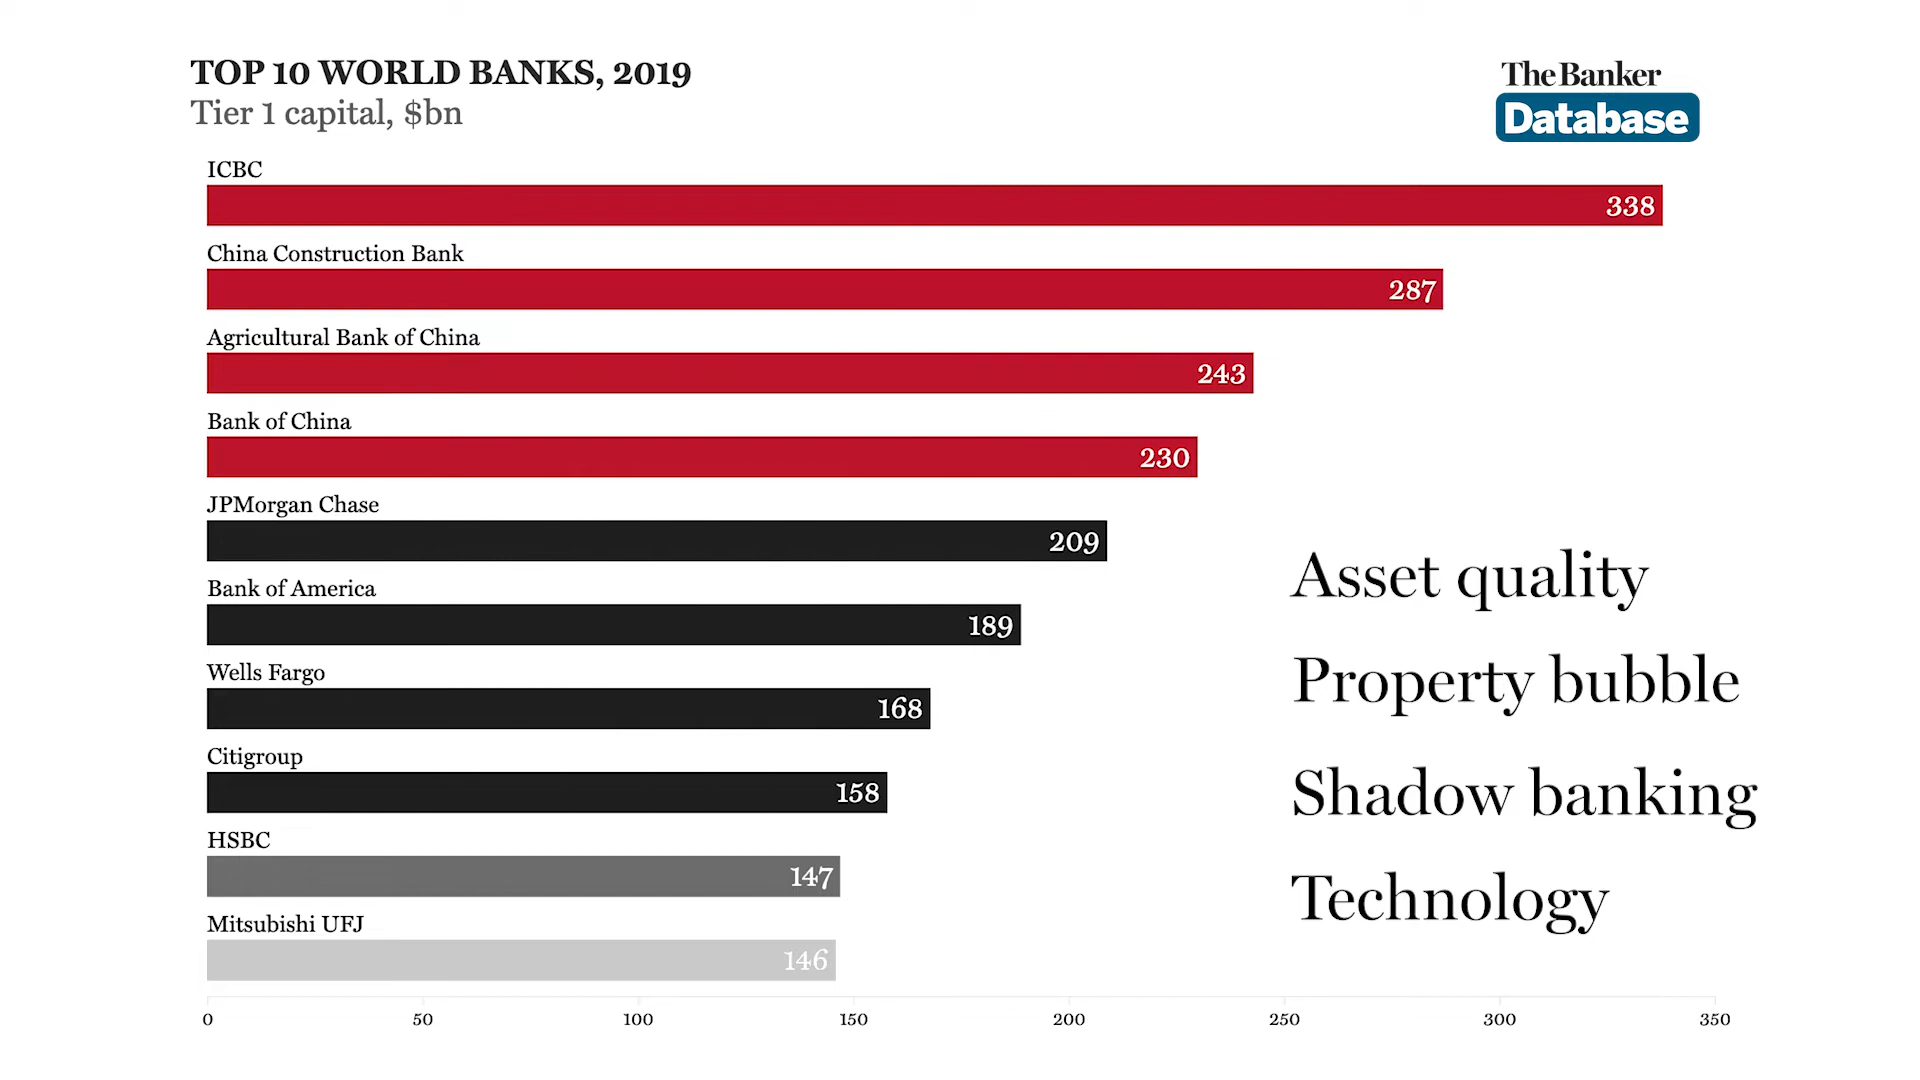 TOP 10 WORLD BANKS, 2019
Tier 1 capital, $bn
The Banker
Database
ICBC
338
China Construction Bank
287
Agricultural Bank of China
243
Bank of China
230
JPMorgan Chase
209
Bank of America
189
Wells Fargo
168
Citigroup
158
HSBC
147
Mitsubishi UFJ
146
Asset quality
Property bubble
Shadow banking
Technology
0 50 100 150 200 250 300 350